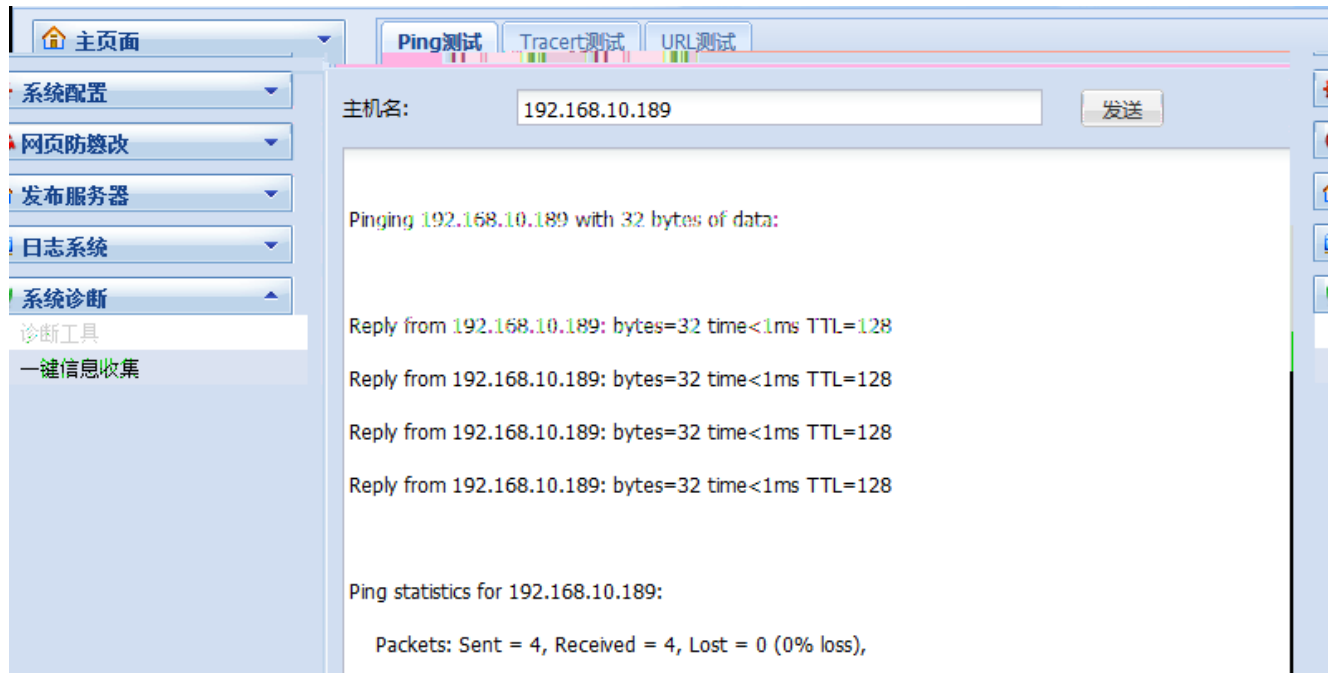 主页面
Ping测试 Tracert测试 URL测试
系统配置
主机名: 192.168.10.189 发送
网页防篡改
发布服务器
Pinging 192.168.10.189 with 32 bytes of data:
日志系统
系统诊断
诊断工具
Reply from 192.168.10.189: bytes=32 time<1ms TTL=128
一键信息收集
Reply from 192.168.10.189: bytes=32 time<1ms TTL=128
Reply from 192.168.10.189: bytes=32 time<1ms TTL=128
Reply from 192.168.10.189: bytes=32 time<1ms TTL=128
Ping statistics for 192.168.10.189:
Packets: Sent = 4, Received = 4, Lost = 0 (0% loss),